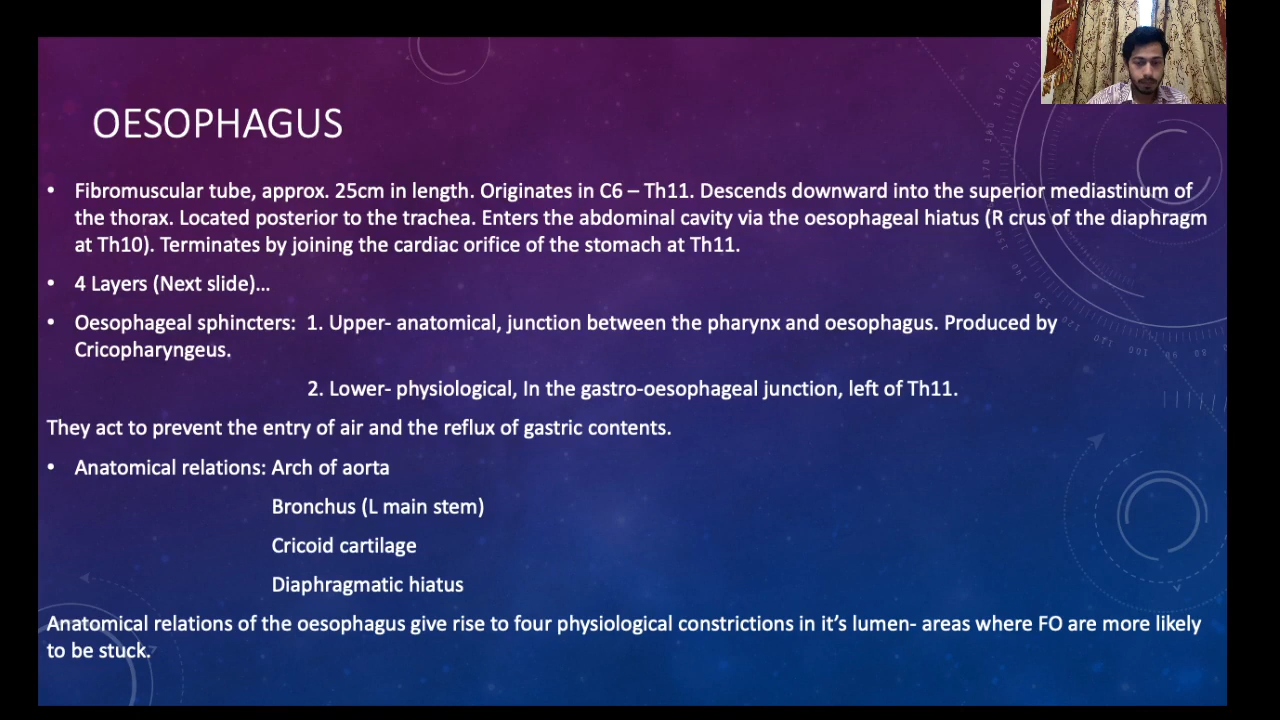 OESOPHAGUS
• Fibromuscular tube, approx. 25cm in length. Originates in C6 – Th11. Descends downward into the superior mediastinum of
the thorax. Located posterior to the trachea. Enters the abdominal cavity via the oesophageal hiatus (R crus of the diaphragm
at Th10). Terminates by joining the cardiac orifice of the stomach at Th11.
• 4 Layers (Next slide)...
• Oesophageal sphincters: 1. Upper- anatomical, junction between the pharynx and oesophagus. Produced by
Cricopharyngeus.
2. Lower- physiological, In the gastro-oesophageal junction, left of Th11.
They act to prevent the entry of air and the reflux of gastric contents.
• Anatomical relations: Arch of aorta
Bronchus (L main stem)
Cricoid cartilage
Diaphragmatic hiatus
Anatomical relations of the oesophagus give rise to four physiological constrictions in it's lumen- areas where FO are more likely
to be stuck.